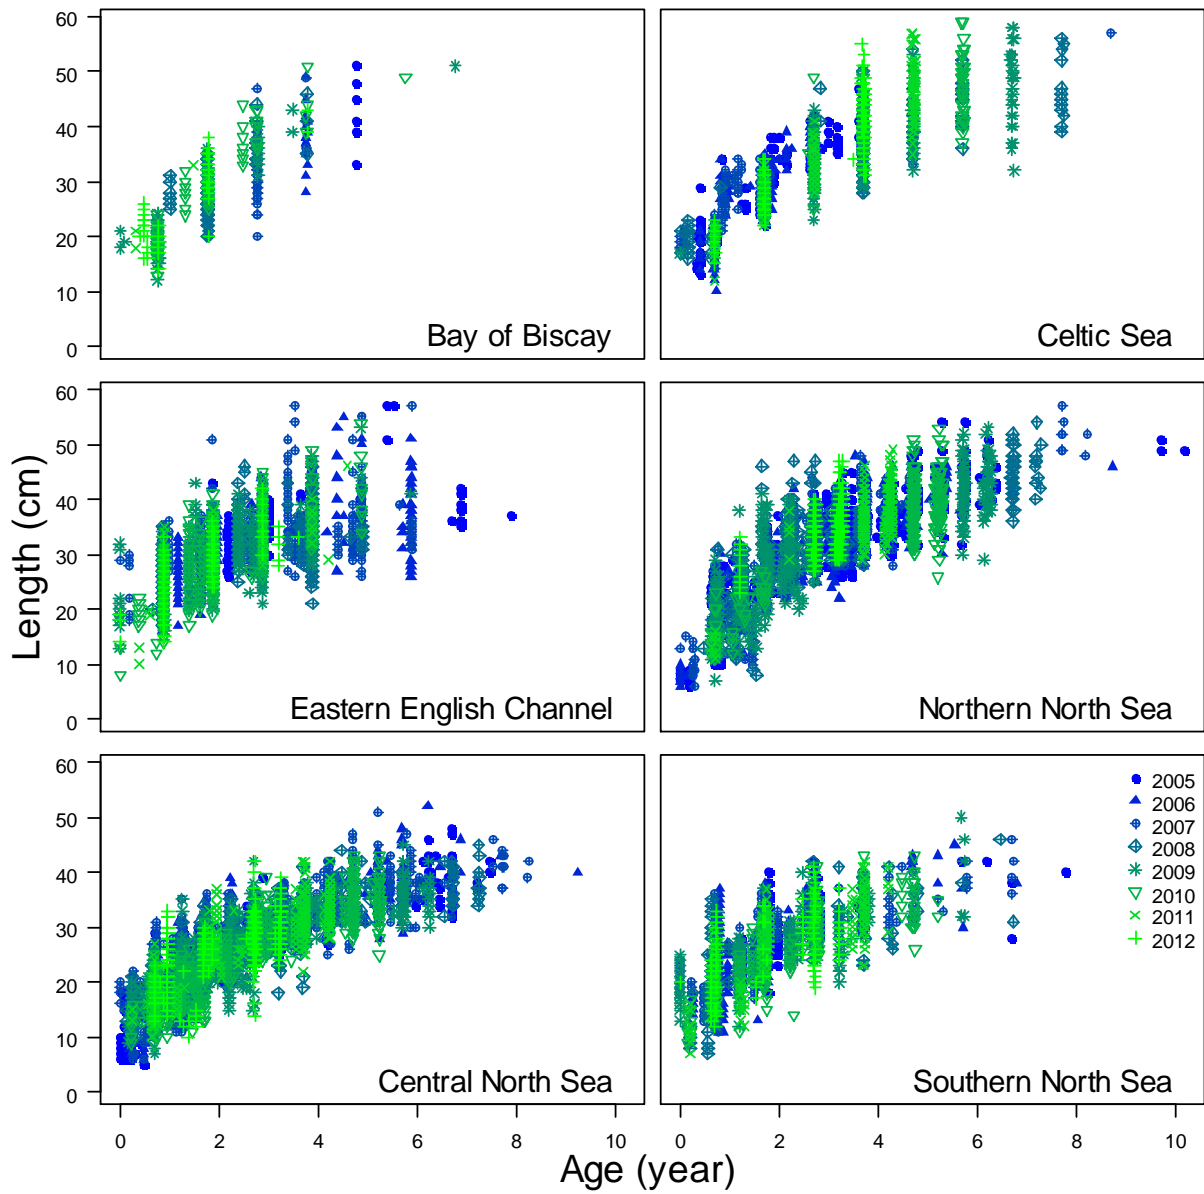 60
50
40
30
20
10
0
Bay of Biscay
Celtic Sea
60
50
40
30
20
10
0
Eastern English Channel
Northern North Sea
Length (cm)
60
50
40
30
20
10
0
Central North Sea
2005
2006
2007
2008
2009
2010
2011
2012
Southern North Sea
0 2 4 6 8 10
0 2 4 6 8 10
Age (year)